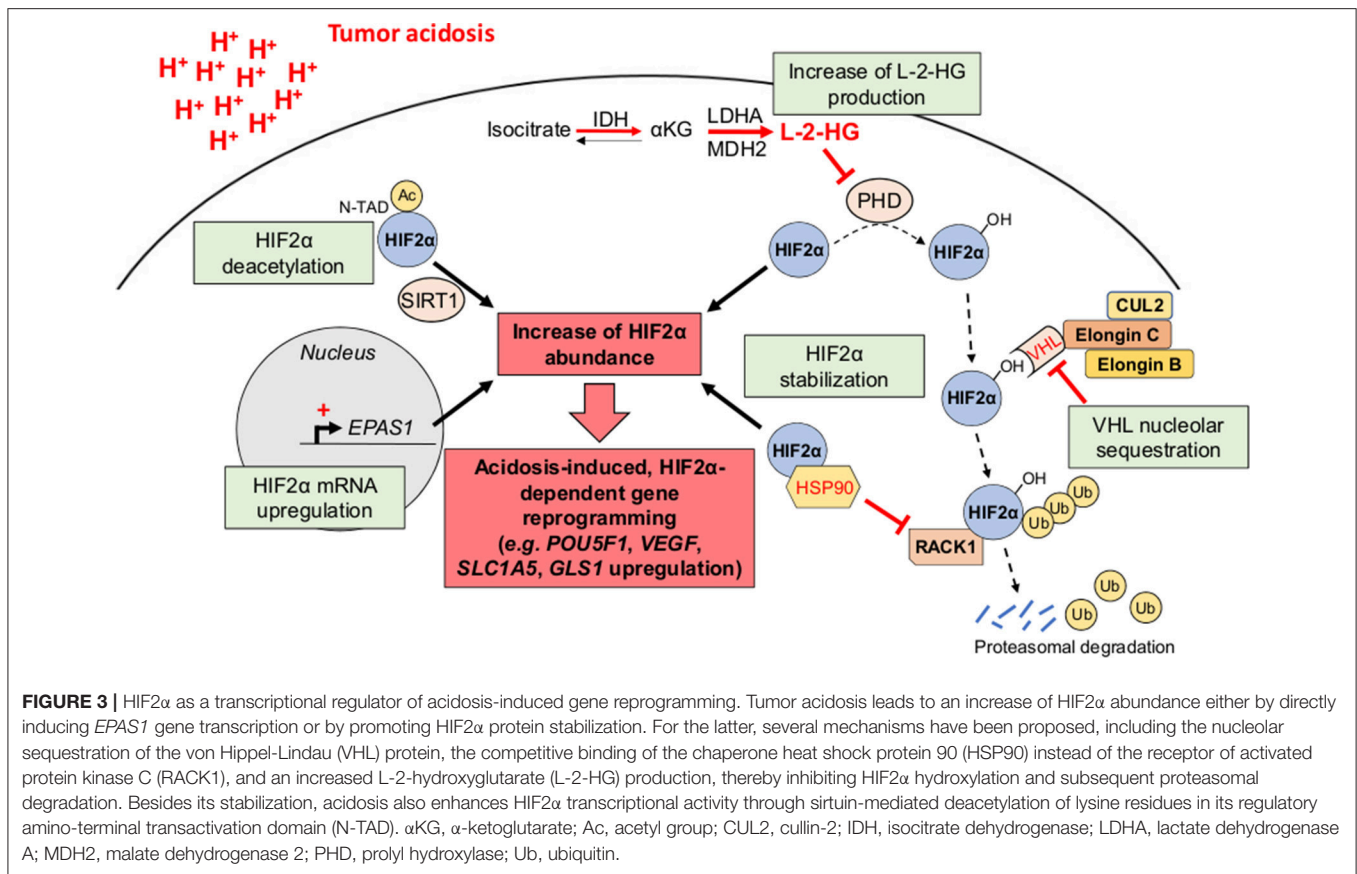 Tumor acidosis
H+
H+
H+
H+
H+
H+
H+
H+
H+
H+
H+
H+
Increase of L-2-HG
production
Isocitrate
IDH
αKG
LDHA
MDH2
L-2-HG
PHD
Ac
N-TAD
HIF2α
HIF2α
deacetylation
SIRT1
HIF2α
OH
HIF2α
Increase of HIF2α
abundance
HIF2α
stabilization
CUL2
Elongin C
Elongin B
VHL
OH
HIF2α
VHL nucleolar
sequestration
Nucleus
+
EPAS1
HIF2α mRNA
upregulation
Acidosis-induced, HIF2α-
dependent gene
reprogramming
(e.g. POU5F1, VEGF,
SLC1A5, GLS1 upregulation)
HIF2α
HSP90
RACK1
OH
HIF2α
Ub
Ub
Ub
Ub
Ub
Ub
Proteasomal degradation
FIGURE 3 | HIF2α as a transcriptional regulator of acidosis-induced gene reprogramming. Tumor acidosis leads to an increase of HIF2α abundance either by directly
inducing EPAS1 gene transcription or by promoting HIF2α protein stabilization. For the latter, several mechanisms have been proposed, including the nucleolar
sequestration of the von Hippel-Lindau (VHL) protein, the competitive binding of the chaperone heat shock protein 90 (HSP90) instead of the receptor of activated
protein kinase C (RACK1), and an increased L-2-hydroxyglutarate (L-2-HG) production, thereby inhibiting HIF2α hydroxylation and subsequent proteasomal
degradation. Besides its stabilization, acidosis also enhances HIF2α transcriptional activity through sirtuin-mediated deacetylation of lysine residues in its regulatory
amino-terminal transactivation domain (N-TAD). αKG, α-ketoglutarate; Ac, acetyl group; CUL2, cullin-2; IDH, isocitrate dehydrogenase; LDHA, lactate dehydrogenase
A; MDH2, malate dehydrogenase 2; PHD, prolyl hydroxylase; Ub, ubiquitin.